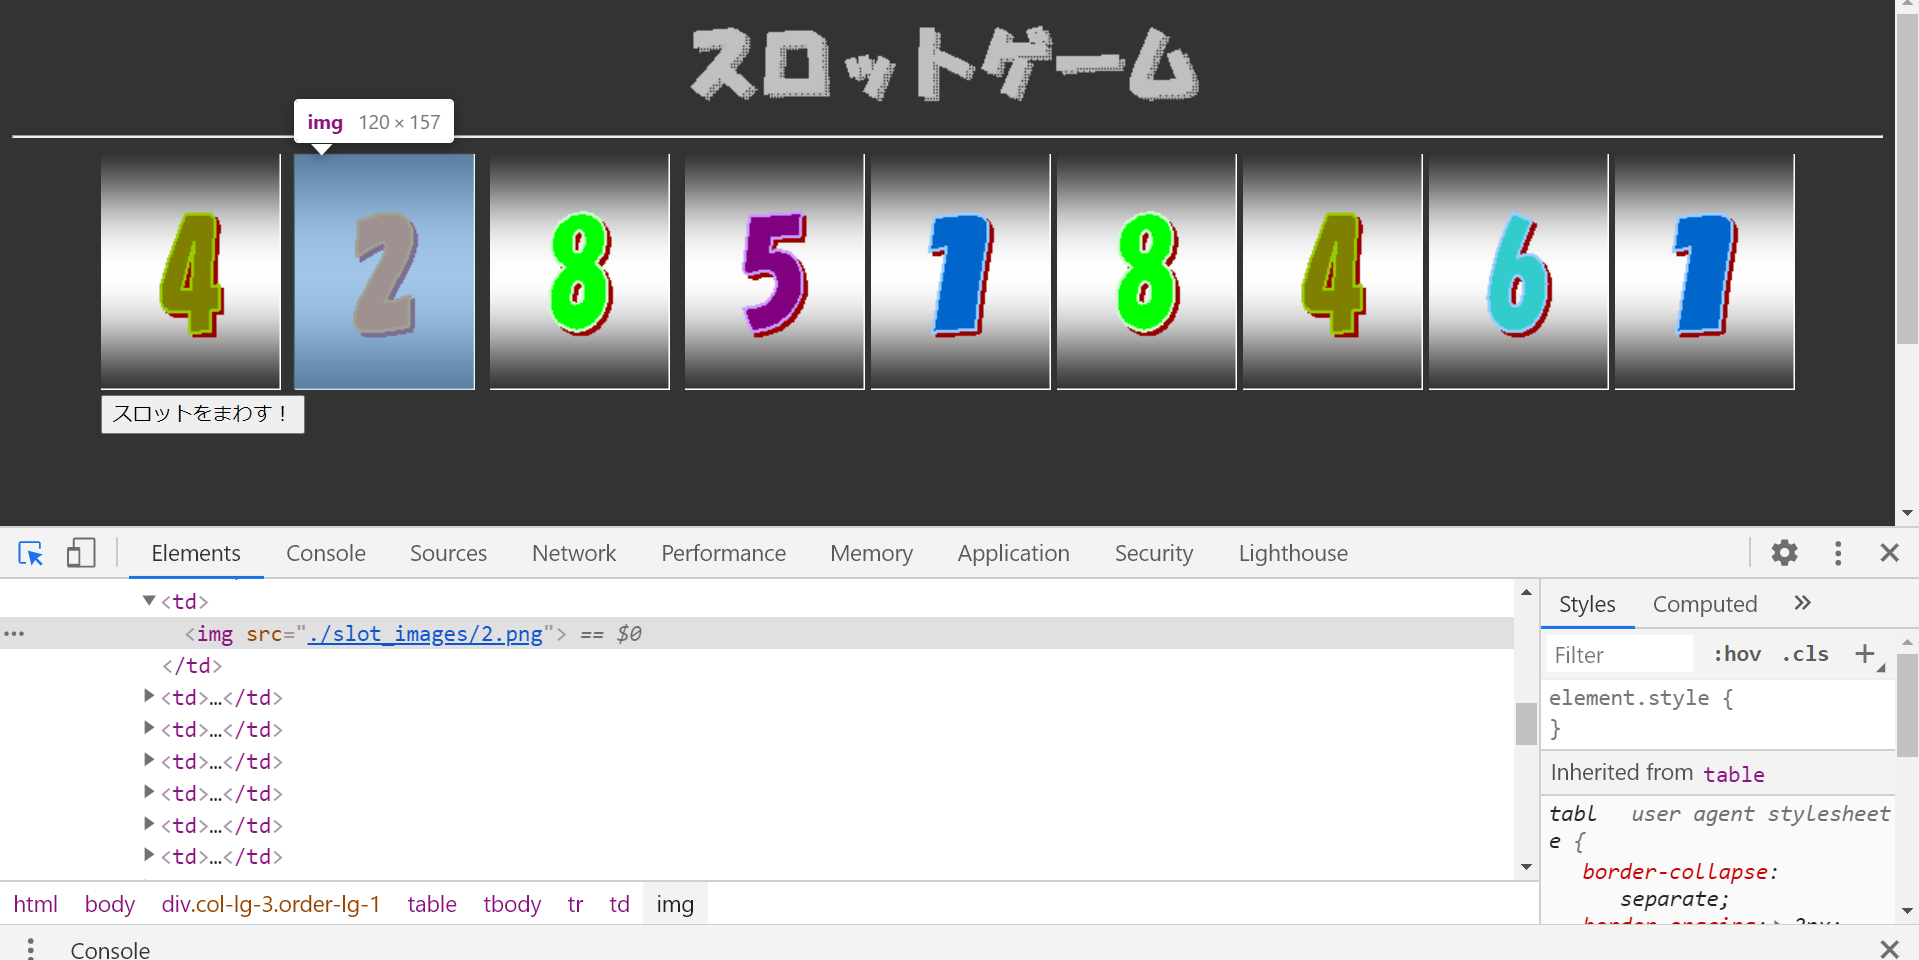 スロットゲーム
img 120 × 157
4 2 8 5 1 8 4 6 1
スロットをまわす！
Elements Console Sources Network Performance Memory Application Security Lighthouse
<td>
<img src="./slot_images/2.png"> == $0
</td>
<td>…</td>
<td>…</td>
<td>…</td>
<td>…</td>
<td>…</td>
<td>…</td>
html body div.col-lg-3.order-lg-1 table tbody tr td img
Styles Computed »
Filter :hov .cls +
element.style {
}
Inherited from table
tabl user agent stylesheet
e {
border-collapse:
separate;
border-spacing: 2px;
Console